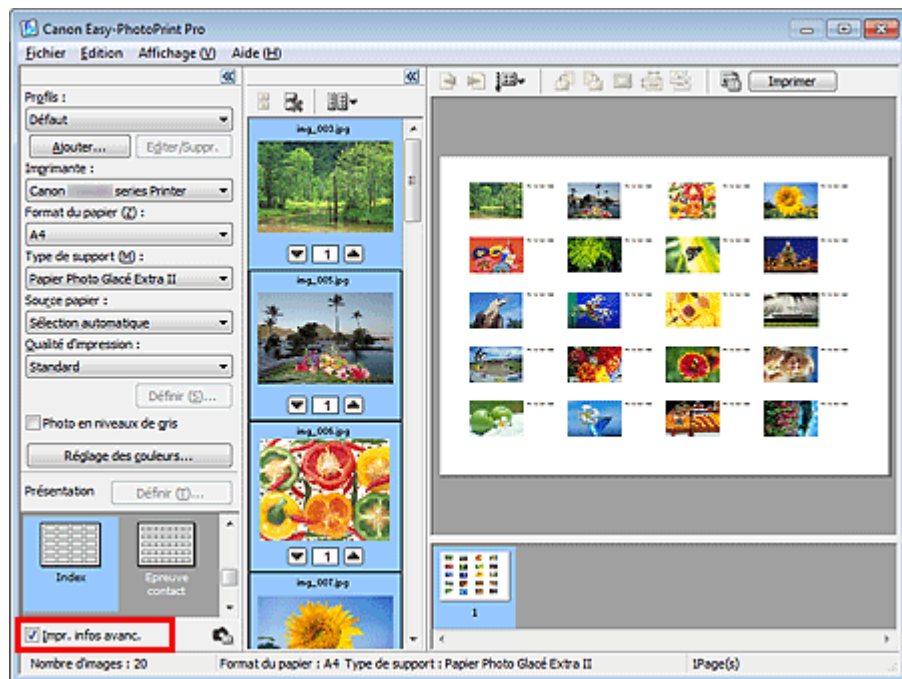 Canon Easy-PhotoPrint Pro
Fichier Édition Affichage (V) Aide (H)
Profils :
Défaut
Ajouter... Editer/Suppr.
Imprimante :
Canon series Printer
Format du papier (Z) :
A4
Type de support (M) :
Papier Photo Glacé Extra II
Source papier :
Sélection automatique
Qualité d'impression :
Standard
Définir (S)...
Photo en niveaux de gris
Réglage des couleurs...
Présentation Définir (T)...
Index
Epreuve contact
Impr. infos avanc.
img_003.jpg
1
img_005.jpg
1
img_006.jpg
1
img_007.jpg
Imprimer
1
Nombre d'images : 20 Format du papier : A4 Type de support : Papier Photo Glacé Extra II 1Page(s)